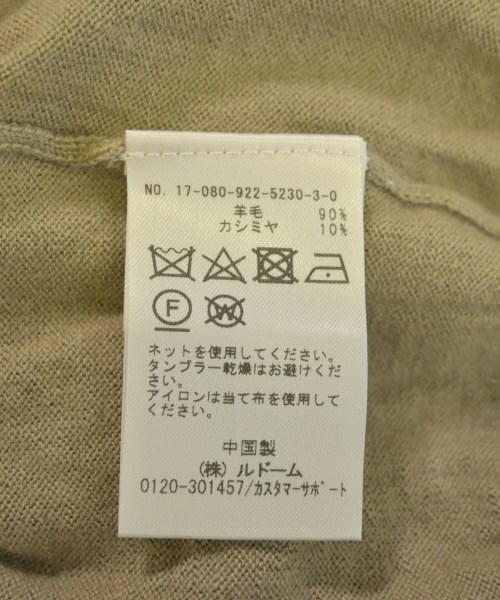 NO. 17-080-922-5230-3-0
羊毛 90%
カシミヤ 10%
F W
ネットを使用してください。
タンブラー乾燥はお避けくだ
さい。
アイロンは当て布を使用して
ください。
中国製
(株) ルドーム
0120-301457/カスタマーサポート